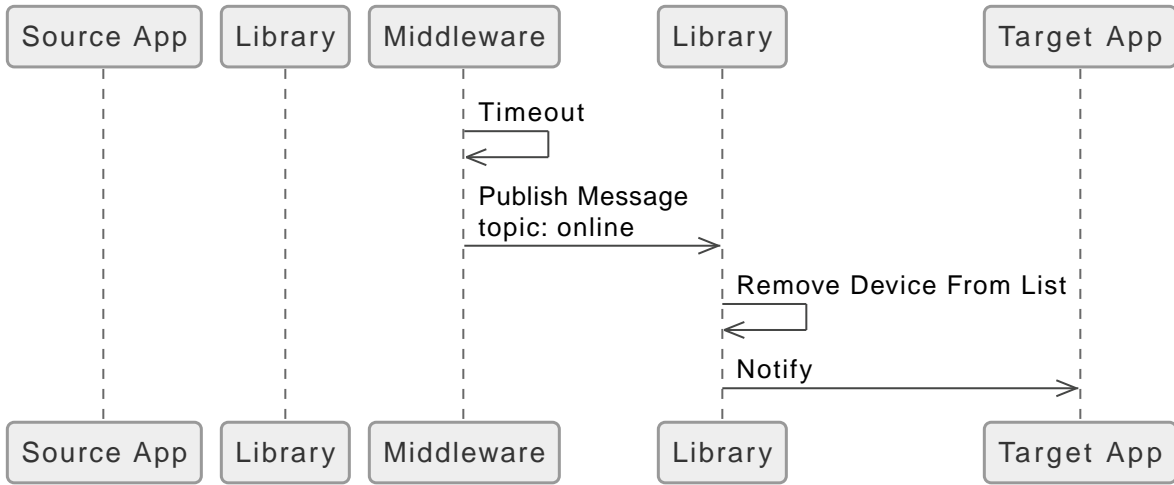 Source App
Library
Middleware
Library
Target App
Timeout
Publish Message
topic: online
Remove Device From List
Notify
Source App
Library
Middleware
Library
Target App